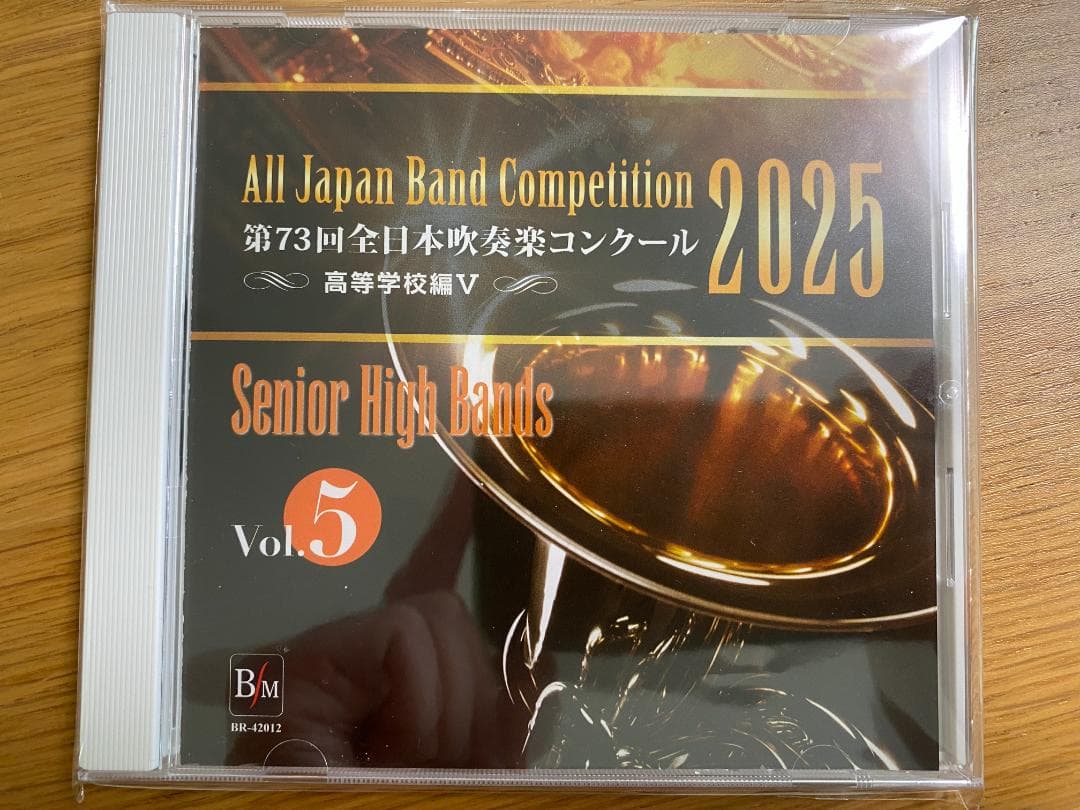 All Japan Band Competition 2025
第73回全日本吹奏楽コンクール
高等学校編Ⅴ
Senior High Bands
Vol.5
BfM
BR-42012